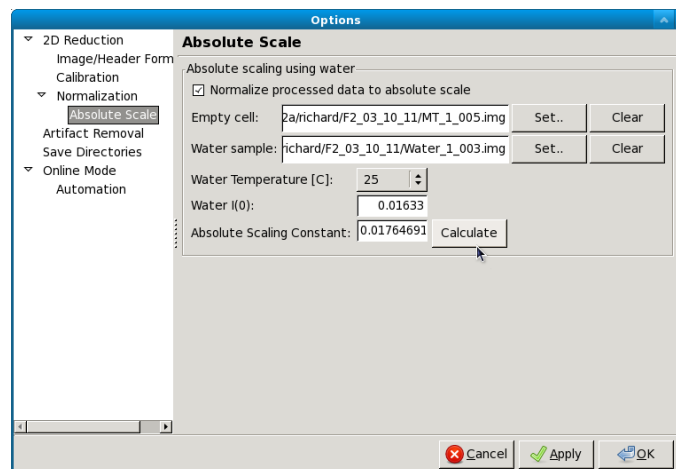 Options
2D Reduction
Image/Header Form
Calibration
Normalization
Absolute Scale
Artifact Removal
Save Directories
Online Mode
Automation
Absolute Scale
Absolute scaling using water
Normalize processed data to absolute scale
Empty cell: 2a/richard/F2_03_10_11/MT_1_005.img Set.. Clear
Water sample: richard/F2_03_10_11/Water_1_003.img Set.. Clear
Water Temperature [C]: 25
Water I(0): 0.01633
Absolute Scaling Constant: 0.01764691 Calculate
Cancel Apply OK